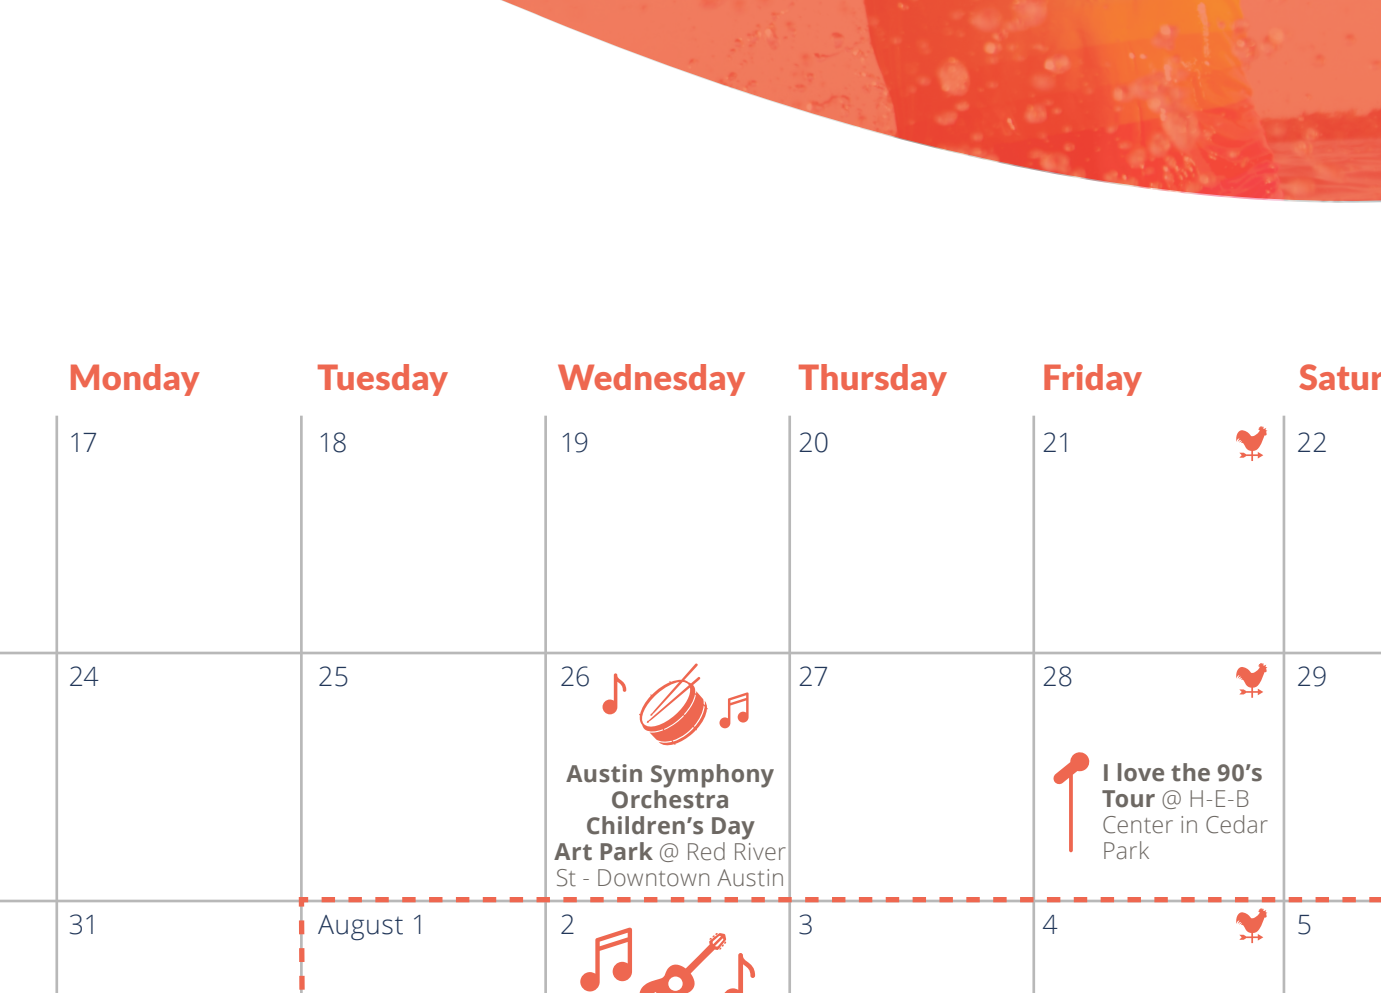 Monday Tuesday Wednesday Thursday Friday Satur
17 18 19 20 21 22
24 25 26 27 28 29
Austin Symphony
Orchestra
Children’s Day
Art Park @ Red River
St - Downtown Austin
I love the 90’s
Tour @ H-E-B
Center in Cedar
Park
31 August 1 2 3 4 5